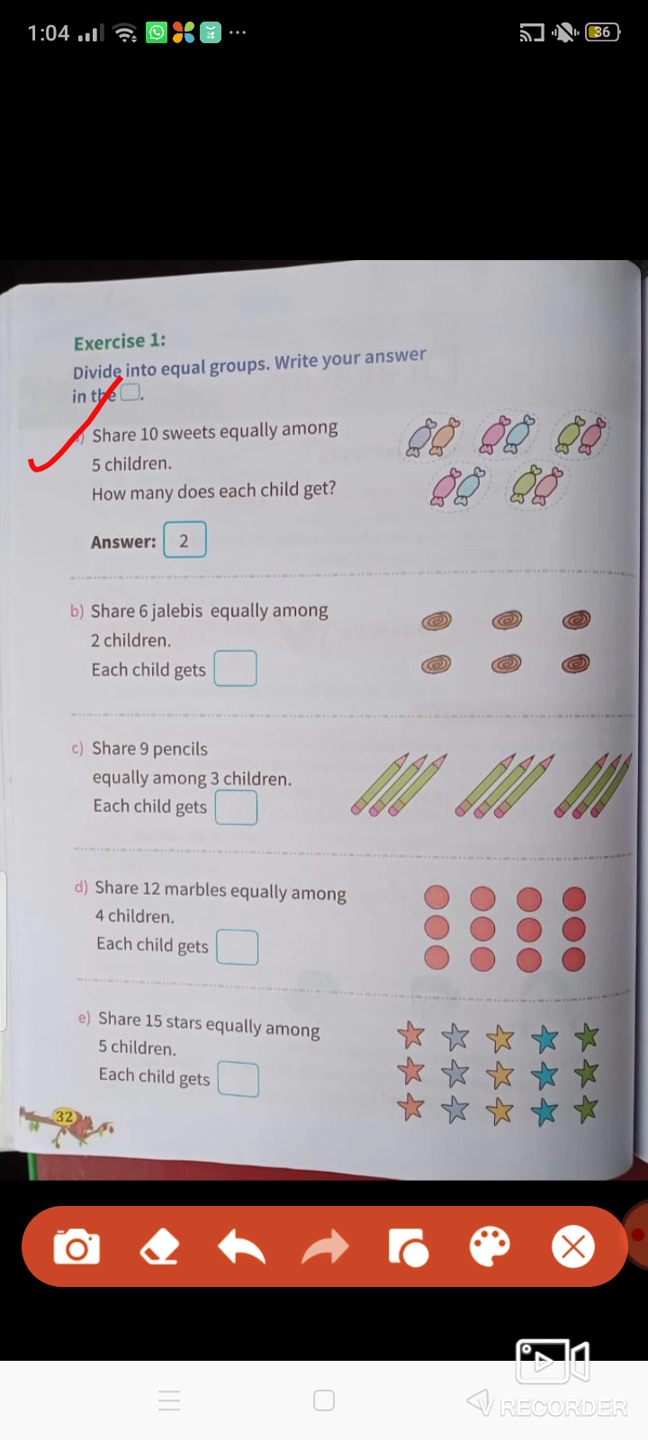 1:04
36
Exercise 1:
Divide into equal groups. Write your answer
in the .
) Share 10 sweets equally among
5 children.
How many does each child get?
Answer: 2
b) Share 6 jalebis equally among
2 children.
Each child gets
c) Share 9 pencils
equally among 3 children.
Each child gets
d) Share 12 marbles equally among
4 children.
Each child gets
e) Share 15 stars equally among
5 children.
Each child gets
32
RECORDER